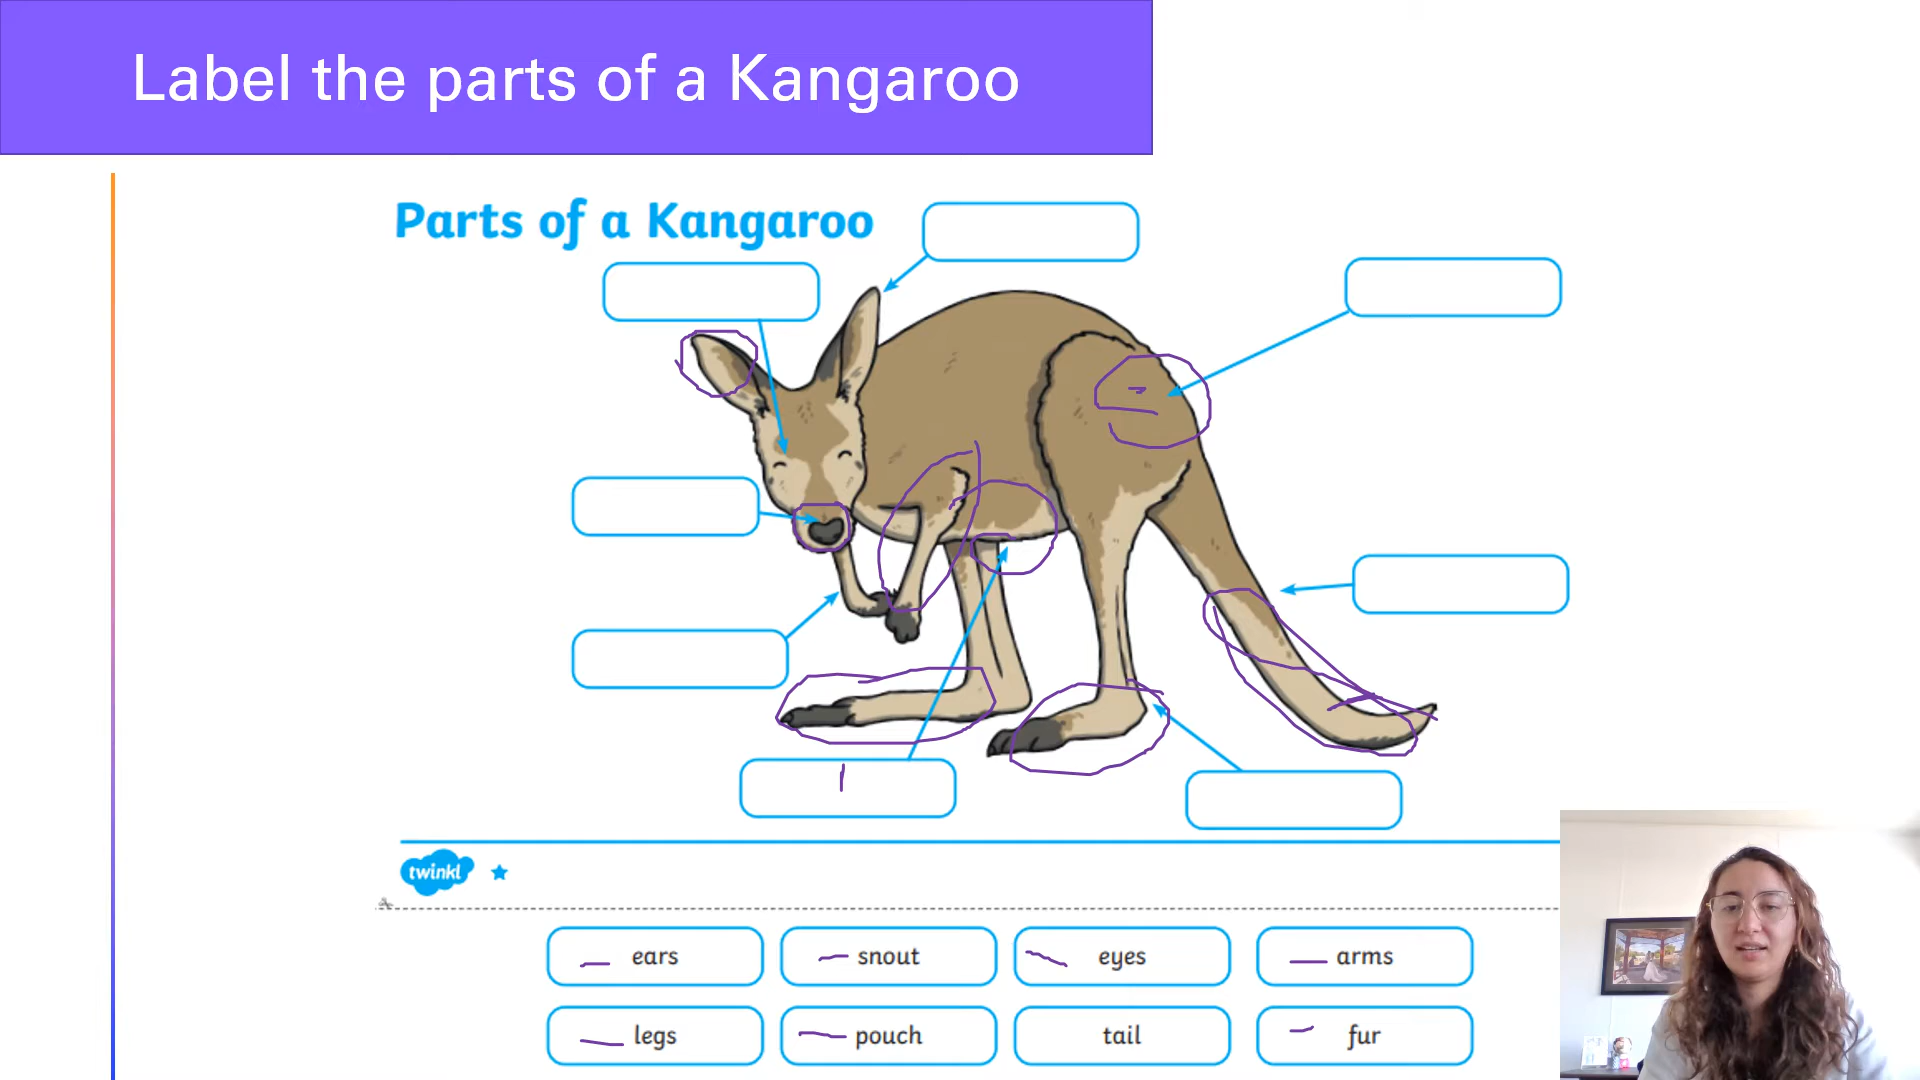 Label the parts of a Kangaroo
Parts of a Kangaroo
twinkl
ears snout eyes arms
legs pouch tail fur